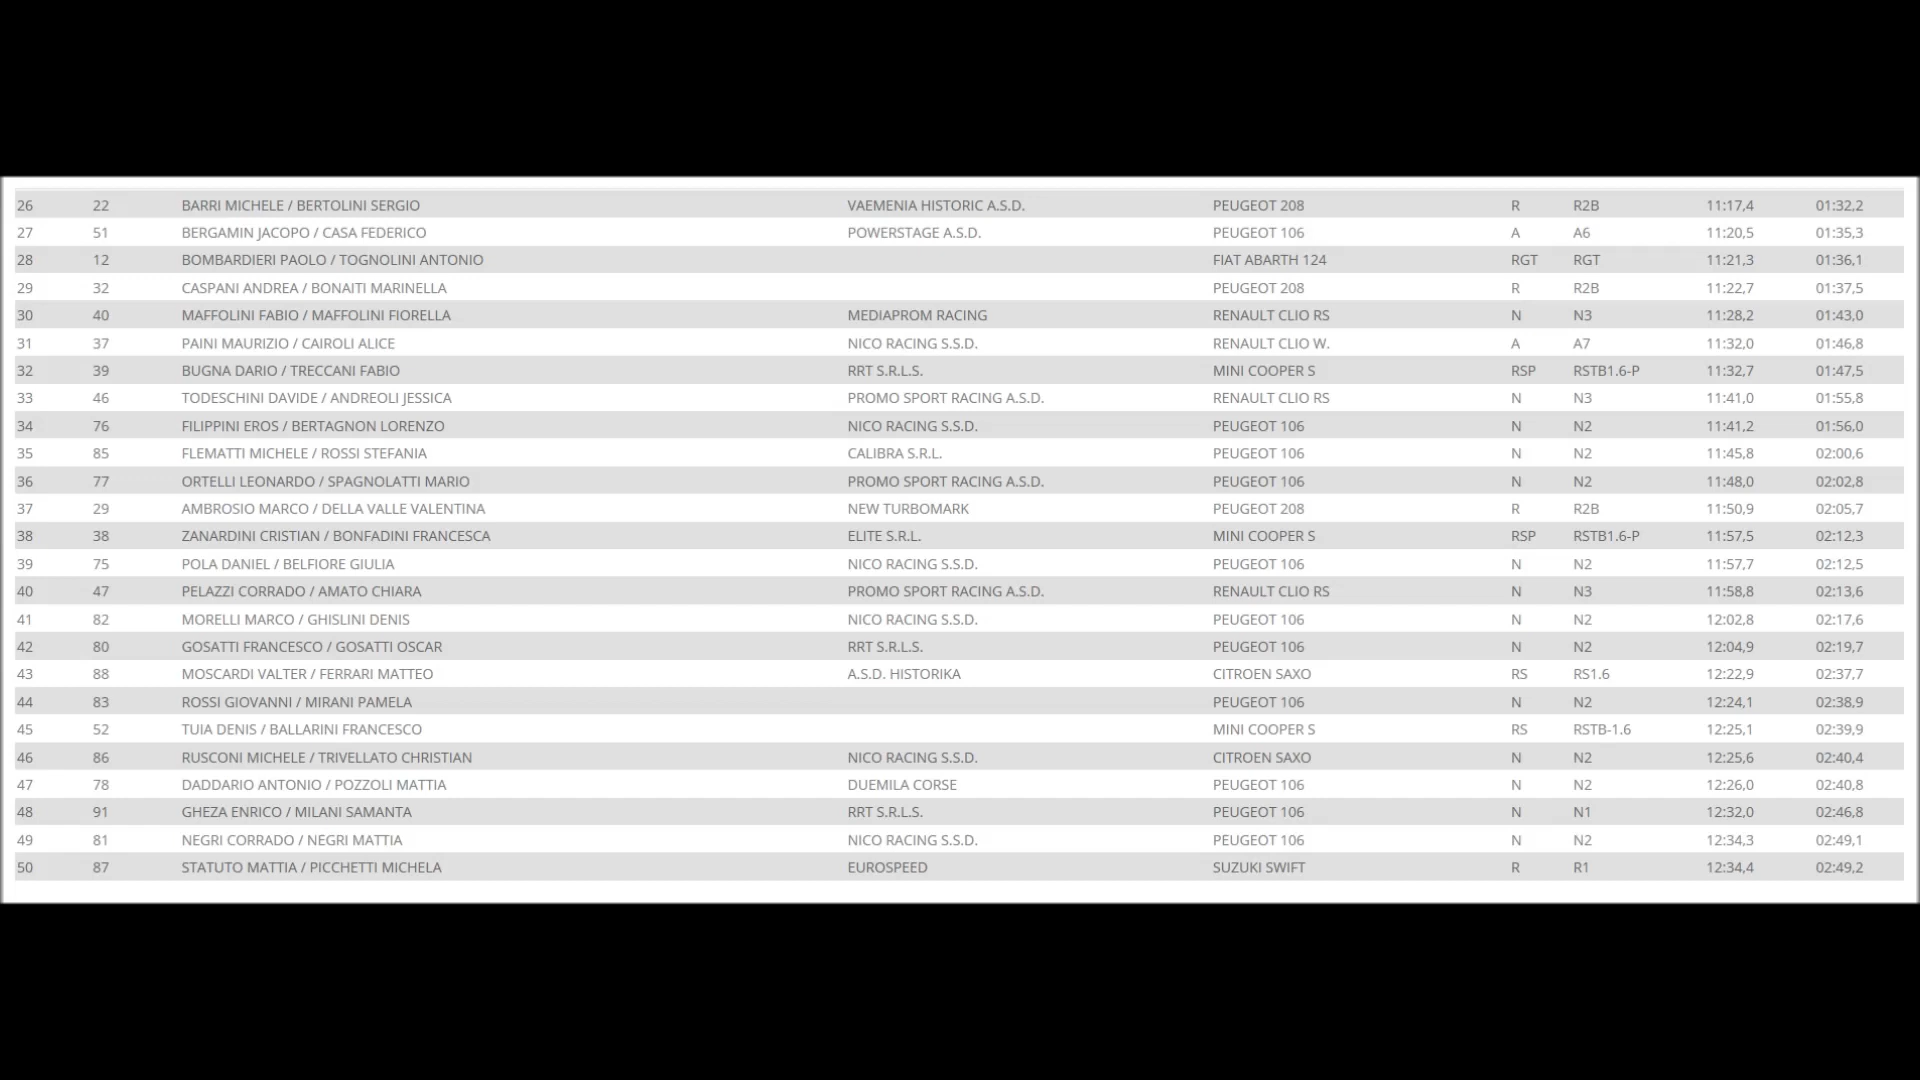 26 22 BARRI MICHELE / BERTOLINI SERGIO VAEMENIA HISTORIC A.S.D. PEUGEOT 208 R R2B 11:17,4 01:32,2
27 51 BERGAMIN JACOPO / CASA FEDERICO POWERSTAGE A.S.D. PEUGEOT 106 A A6 11:20,5 01:35,3
28 12 BOMBARDIERI PAOLO / TOGNOLINI ANTONIO FIAT ABARTH 124 RGT RGT 11:21,3 01:36,1
29 32 CASPANI ANDREA / BONAITI MARINELLA PEUGEOT 208 R R2B 11:22,7 01:37,5
30 40 MAFFOLINI FABIO / MAFFOLINI FIORELLA MEDIAPROM RACING RENAULT CLIO RS N N3 11:28,2 01:43,0
31 37 PAINI MAURIZIO / CAIROLI ALICE NICO RACING S.S.D. RENAULT CLIO W. A A7 11:32,0 01:46,8
32 39 BUGNA DARIO / TRECCANI FABIO RRT S.R.L.S. MINI COOPER S RSP RSTB1.6-P 11:32,7 01:47,5
33 46 TODESCHINI DAVIDE / ANDREOLI JESSICA PROMO SPORT RACING A.S.D. RENAULT CLIO RS N N3 11:41,0 01:55,8
34 76 FILIPPINI EROS / BERTAGNON LORENZO NICO RACING S.S.D. PEUGEOT 106 N N2 11:41,2 01:56,0
35 85 FLEMATTI MICHELE / ROSSI STEFANIA CALIBRA S.R.L. PEUGEOT 106 N N2 11:45,8 02:00,6
36 77 ORTELLI LEONARDO / SPAGNOLATTI MARIO PROMO SPORT RACING A.S.D. PEUGEOT 106 N N2 11:48,0 02:02,8
37 29 AMBROSIO MARCO / DELLA VALLE VALENTINA NEW TURBOMARK PEUGEOT 208 R R2B 11:50,9 02:05,7
38 38 ZANARDINI CRISTIAN / BONFADINI FRANCESCA ELITE S.R.L. MINI COOPER S RSP RSTB1.6-P 11:57,5 02:12,3
39 75 POLA DANIEL / BELFIORE GIULIA NICO RACING S.S.D. PEUGEOT 106 N N2 11:57,7 02:12,5
40 47 PELAZZI CORRADO / AMATO CHIARA PROMO SPORT RACING A.S.D. RENAULT CLIO RS N N3 11:58,8 02:13,6
41 82 MORELLI MARCO / GHISLINI DENIS NICO RACING S.S.D. PEUGEOT 106 N N2 12:02,8 02:17,6
42 80 GOSATTI FRANCESCO / GOSATTI OSCAR RRT S.R.L.S. PEUGEOT 106 N N2 12:04,9 02:19,7
43 88 MOSCARDI VALTER / FERRARI MATTEO A.S.D. HISTORIKA CITROEN SAXO RS RS1.6 12:22,9 02:37,7
44 83 ROSSI GIOVANNI / MIRANI PAMELA PEUGEOT 106 N N2 12:24,1 02:38,9
45 52 TUIA DENIS / BALLARINI FRANCESCO MINI COOPER S RS RSTB-1.6 12:25,1 02:39,9
46 86 RUSCONI MICHELE / TRIVELLATO CHRISTIAN NICO RACING S.S.D. CITROEN SAXO N N2 12:25,6 02:40,4
47 78 DADDARIO ANTONIO / POZZOLI MATTIA DUEMILA CORSE PEUGEOT 106 N N2 12:26,0 02:40,8
48 91 GHEZA ENRICO / MILANI SAMANTA RRT S.R.L.S. PEUGEOT 106 N N1 12:32,0 02:46,8
49 81 NEGRI CORRADO / NEGRI MATTIA NICO RACING S.S.D. PEUGEOT 106 N N2 12:34,3 02:49,1
50 87 STATUTO MATTIA / PICCHETTI MICHELA EUROSPEED SUZUKI SWIFT R R1 12:34,4 02:49,2